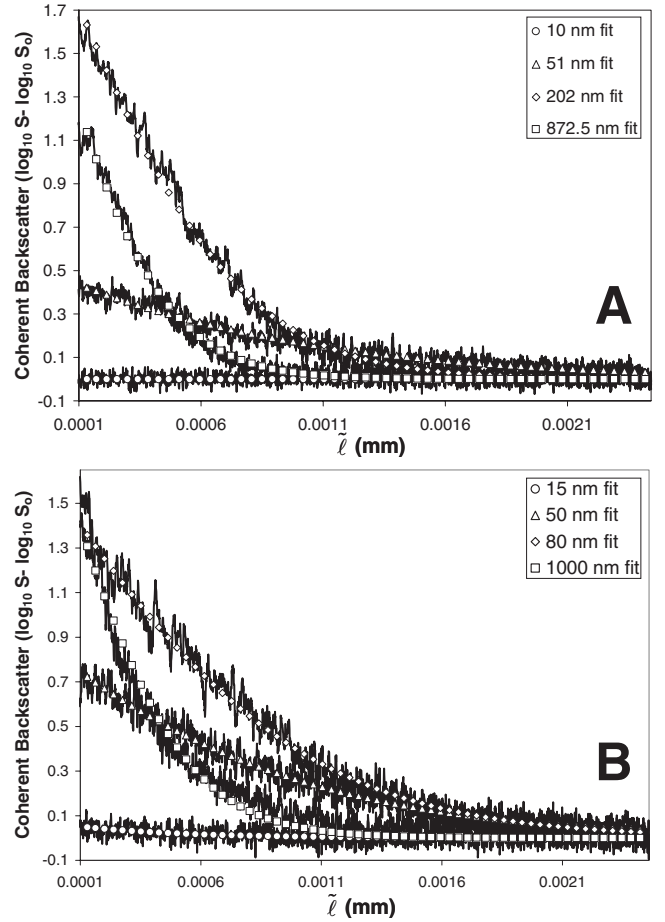 1.7
1.5
1.3
1.1
0.9
0.7
0.5
0.3
0.1
-0.1
Coherent Backscatter (log10 S- log10 So)
10 nm fit
51 nm fit
202 nm fit
872.5 nm fit
A
0.0001 0.0006 0.0011 0.0016 0.0021
ℓ̃ (mm)
1.5
1.3
1.1
0.9
0.7
0.5
0.3
0.1
-0.1
Coherent Backscatter (log10 S- log10 So)
15 nm fit
50 nm fit
80 nm fit
1000 nm fit
B
0.0001 0.0006 0.0011 0.0016 0.0021
ℓ̃ (mm)